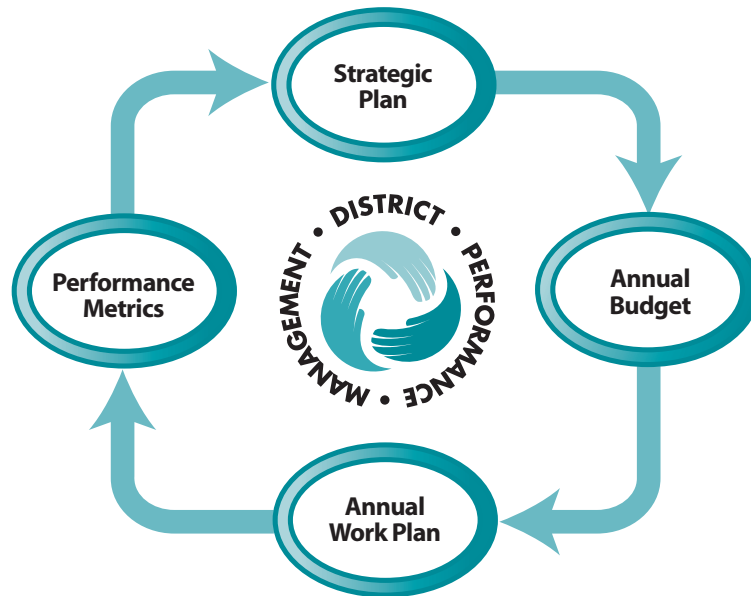 Strategic
Plan
DISTRICT • PERFORMANCE • MANAGEMENT •
Performance
Metrics
Annual
Budget
Annual
Work Plan